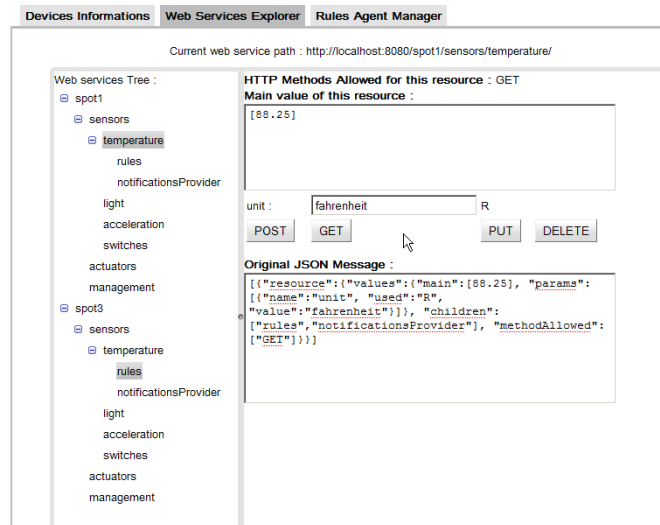 Devices Informations Web Services Explorer Rules Agent Manager
Current web service path : http://localhost:8080/spot1/sensors/temperature/
Web services Tree :
spot1
sensors
temperature
rules
notificationsProvider
light
acceleration
switches
actuators
management
spot3
sensors
temperature
rules
notificationsProvider
light
acceleration
switches
actuators
management
HTTP Methods Allowed for this resource : GET
Main value of this resource :
[88.25]
unit : fahrenheit R
POST GET PUT DELETE
Original JSON Message :
[{"resource":{"values":{"main":[88.25], "params":
[{"name":"unit", "used":"R",
"value":"fahrenheit"}]}, "children":
["rules","notificationsProvider"], "methodAllowed":
["GET"]}}]